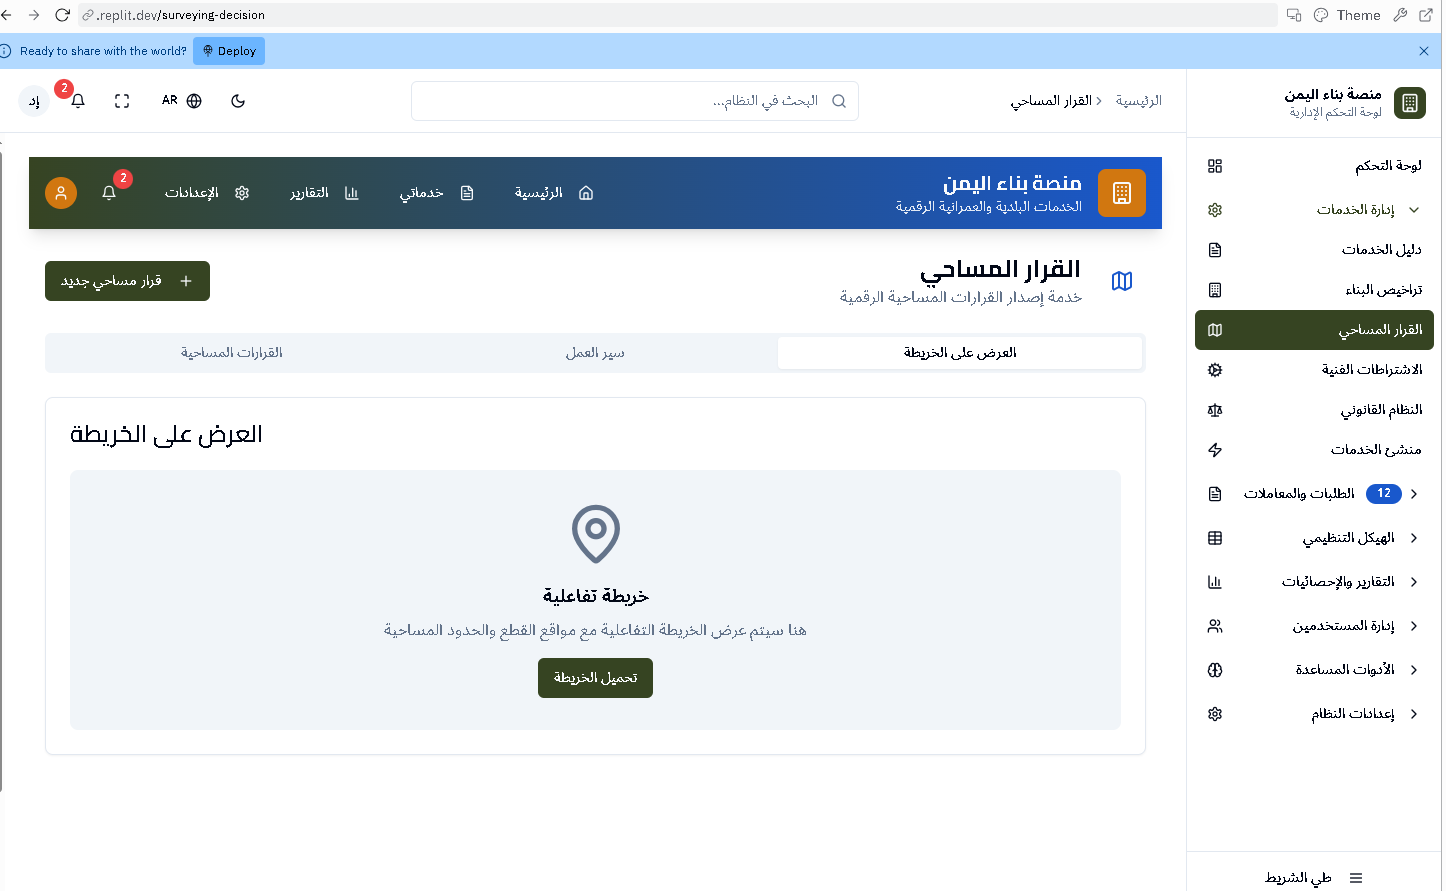 .replit.dev/surveying-decision
Theme
Ready to share with the world?
Deploy
منصة بناء اليمن
لوحة التحكم الإدارية
الرئيسية
القرار المساحي
البحث في النظام...
AR
2
إد
لوحة التحكم
إدارة الخدمات
دليل الخدمات
تراخيص البناء
القرار المساحي
الاشتراطات الفنية
النظام القانوني
منشئ الخدمات
الطلبات والمعاملات
12
الهيكل التنظيمي
التقارير والإحصائيات
إدارة المستخدمين
الأدوات المساعدة
إعدادات النظام
طي الشريط
منصة بناء اليمن
الخدمات البلدية والعمرانية الرقمية
الرئيسية
خدماتي
التقارير
الإعدادات
2
القرار المساحي
خدمة إصدار القرارات المساحية الرقمية
قرار مساحي جديد
العرض على الخريطة
سير العمل
القرارات المساحية
العرض على الخريطة
خريطة تفاعلية
هنا سيتم عرض الخريطة التفاعلية مع مواقع القطع والحدود المساحية
تحميل الخريطة